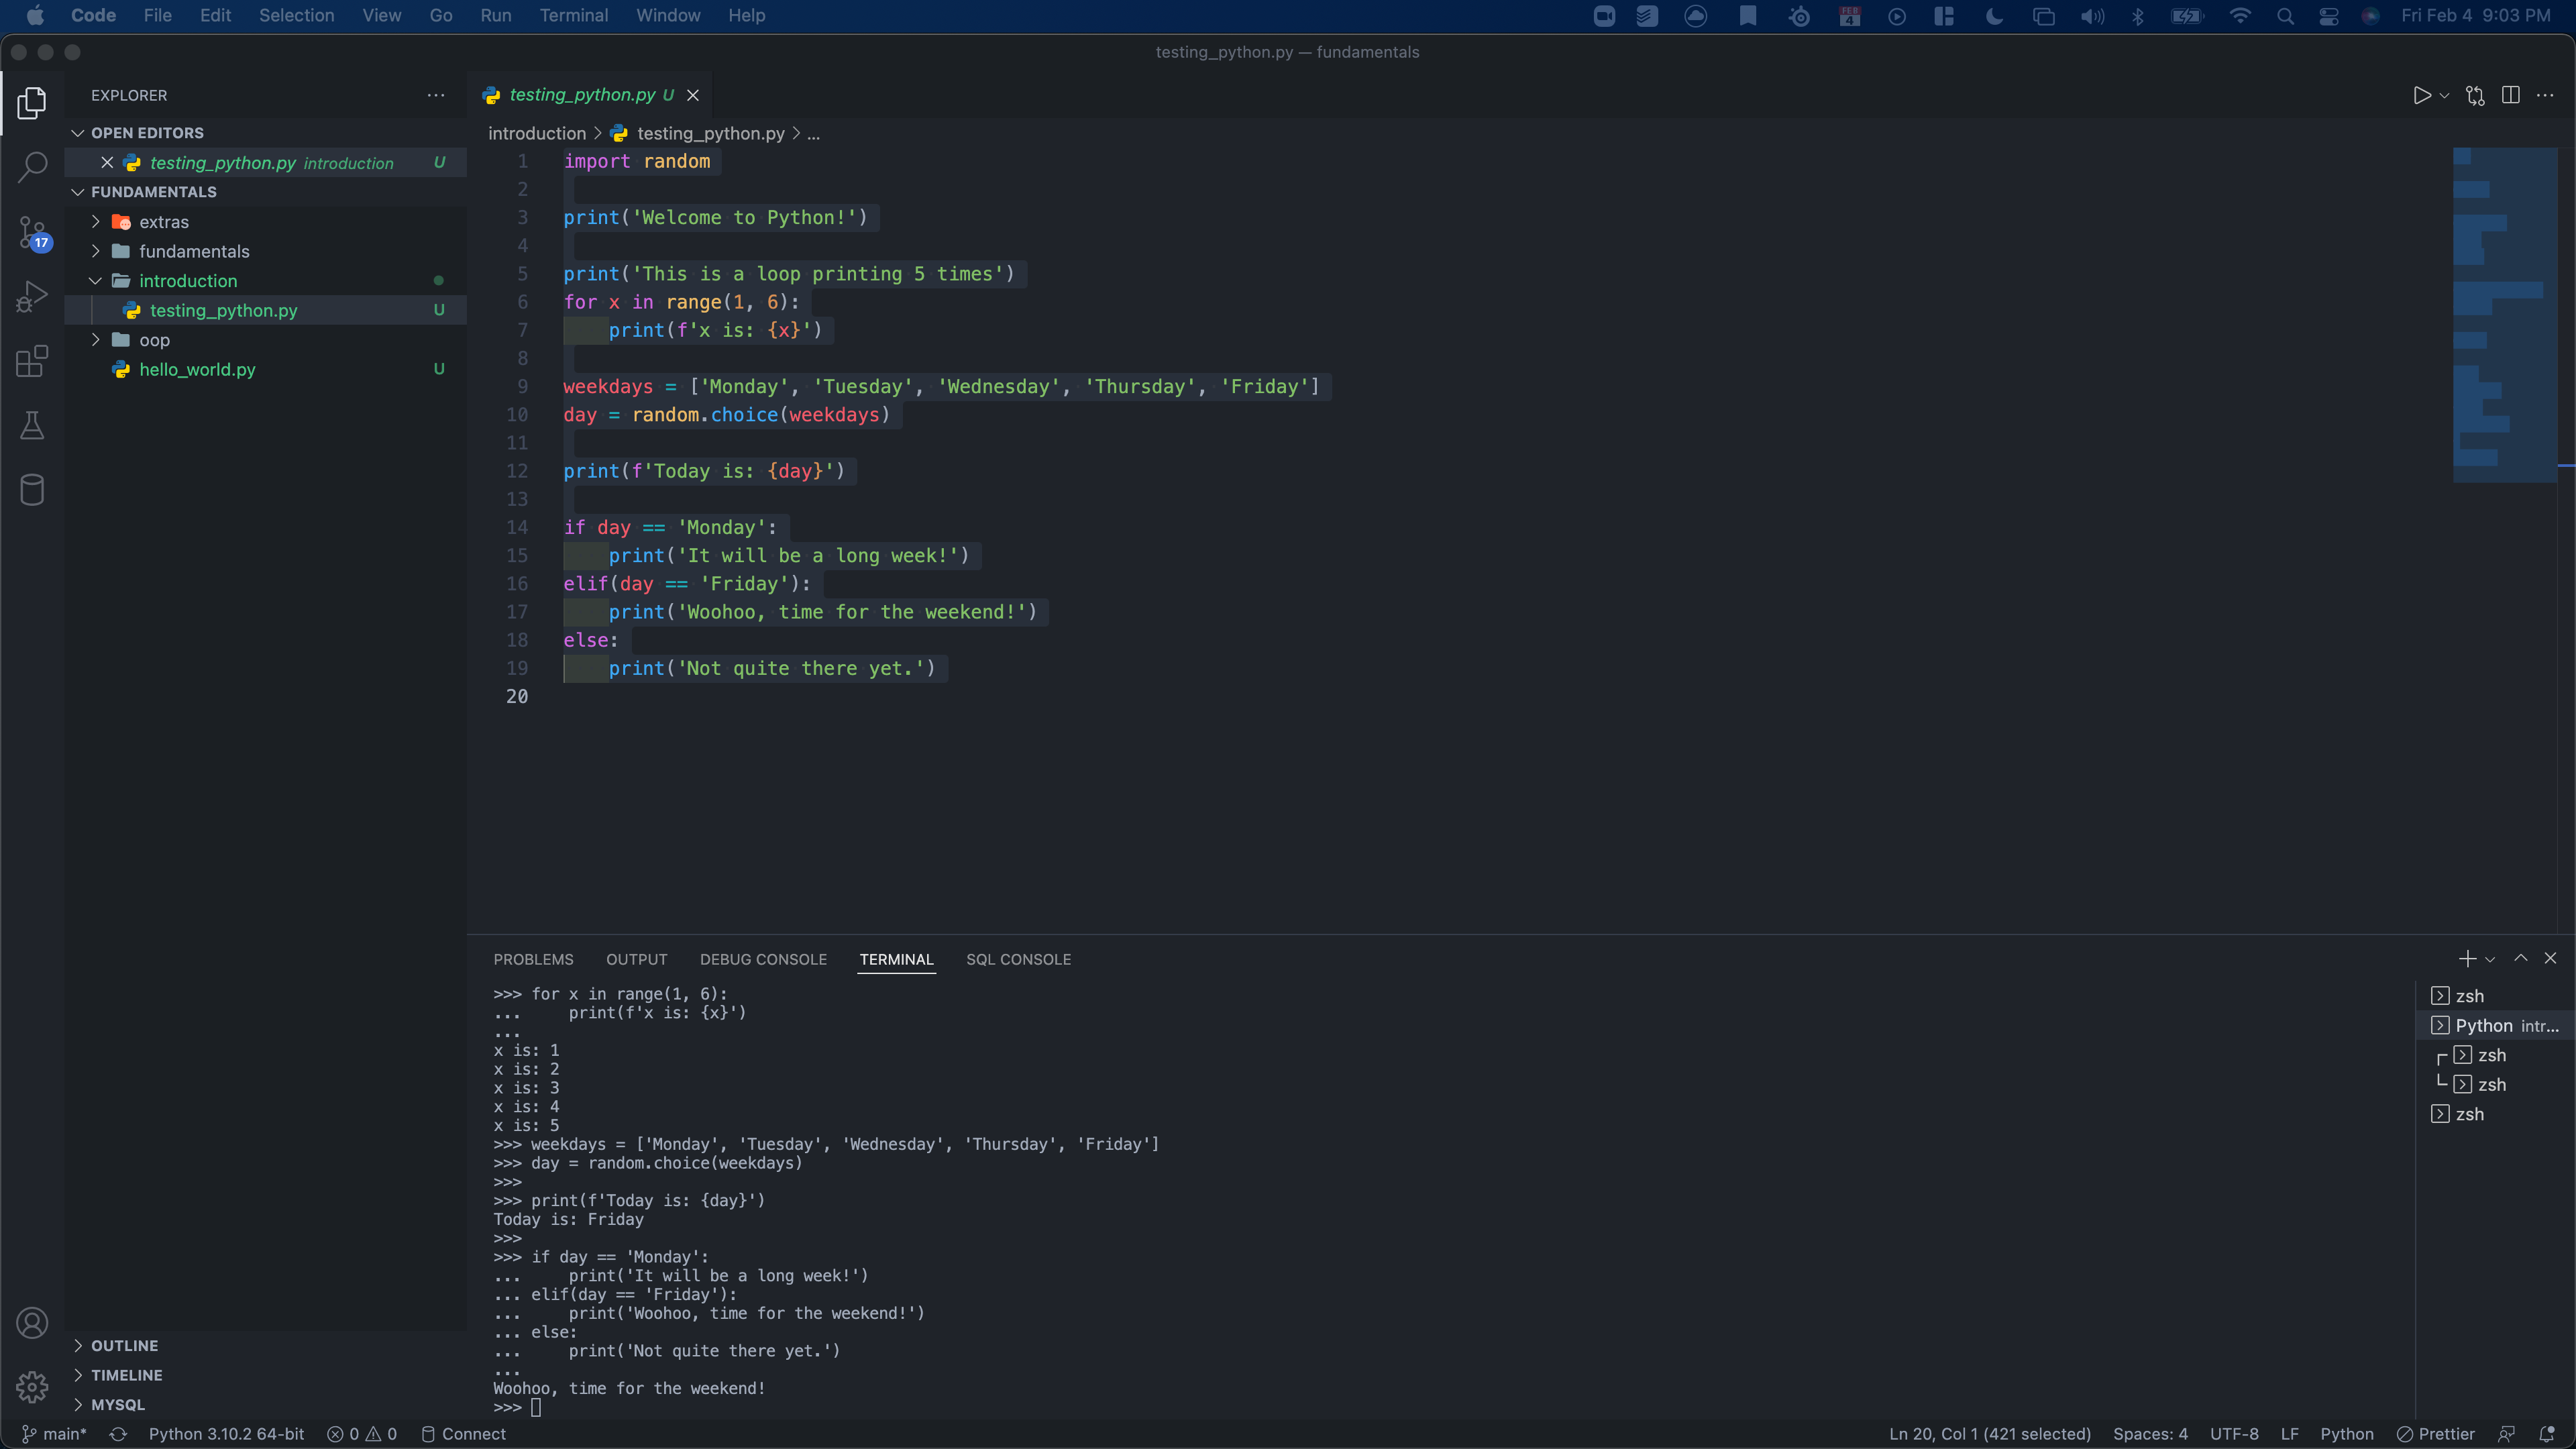 Code File Edit Selection View Go Run Terminal Window Help
FEB 4
Fri Feb 4 9:03 PM
testing_python.py — fundamentals
EXPLORER
OPEN EDITORS
testing_python.py introduction U
FUNDAMENTALS
extras
fundamentals
introduction
testing_python.py U
oop
hello_world.py U
17
OUTLINE
TIMELINE
MYSQL
testing_python.py U
introduction > testing_python.py > ...
1 import random
2
3 print('Welcome to Python!')
4
5 print('This is a loop printing 5 times')
6 for x in range(1, 6):
7     print(f'x is: {x}')
8
9 weekdays = ['Monday', 'Tuesday', 'Wednesday', 'Thursday', 'Friday']
10 day = random.choice(weekdays)
11
12 print(f'Today is: {day}')
13
14 if day == 'Monday':
15     print('It will be a long week!')
16 elif(day == 'Friday'):
17     print('Woohoo, time for the weekend!')
18 else:
19     print('Not quite there yet.')
20
PROBLEMS OUTPUT DEBUG CONSOLE TERMINAL SQL CONSOLE
>>> for x in range(1, 6):
...     print(f'x is: {x}')
...
x is: 1
x is: 2
x is: 3
x is: 4
x is: 5
>>> weekdays = ['Monday', 'Tuesday', 'Wednesday', 'Thursday', 'Friday']
>>> day = random.choice(weekdays)
>>>
>>> print(f'Today is: {day}')
Today is: Friday
>>>
>>> if day == 'Monday':
...     print('It will be a long week!')
... elif(day == 'Friday'):
...     print('Woohoo, time for the weekend!')
... else:
...     print('Not quite there yet.')
...
Woohoo, time for the weekend!
>>>
zsh
Python intr...
zsh
zsh
zsh
main* Python 3.10.2 64-bit 0 0 Connect
Ln 20, Col 1 (421 selected) Spaces: 4 UTF-8 LF Python Prettier